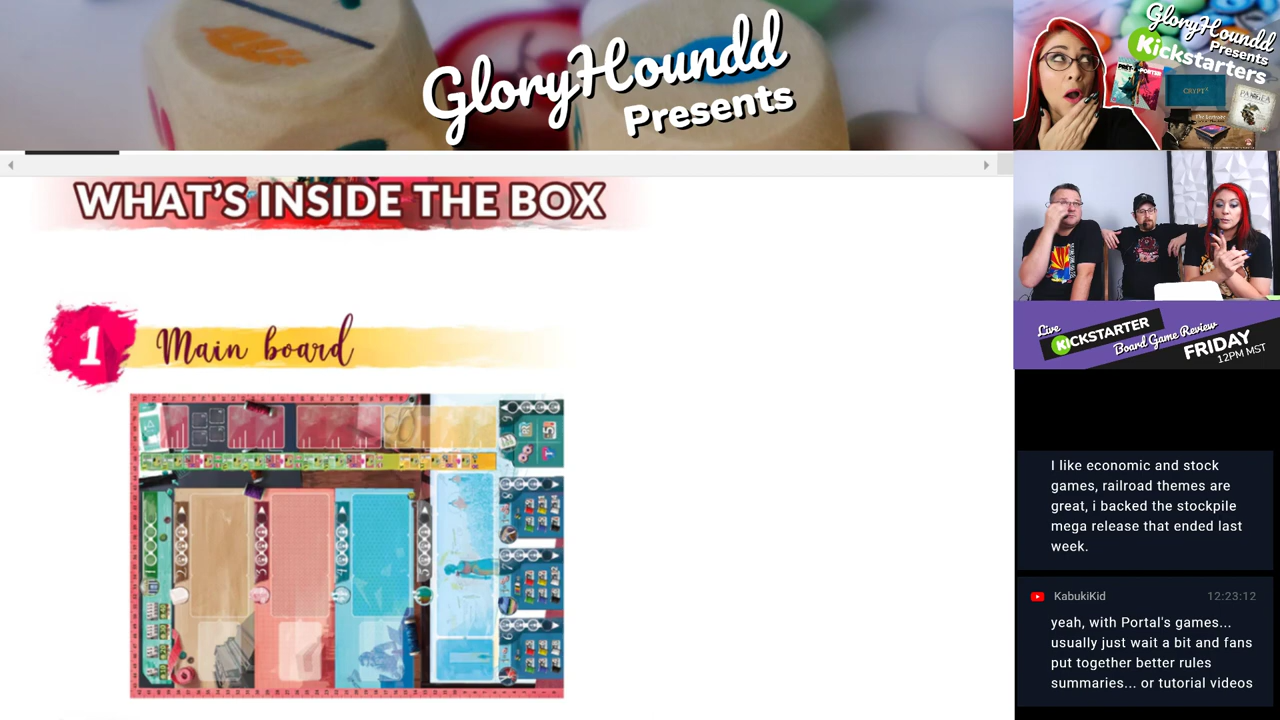 GloryHoundd
Presents
GloryHoundd
Presents
Kickstarters
CRYPT
WHAT'S INSIDE THE BOX
1 Main board
Live
KICKSTARTER
Board Game Review
FRIDAY
12PM MST
I like economic and stock
games, railroad themes are
great, i backed the stockpile
mega release that ended last
week.
KabukiKid 12:23:12
yeah, with Portal's games...
usually just wait a bit and fans
put together better rules
summaries... or tutorial videos